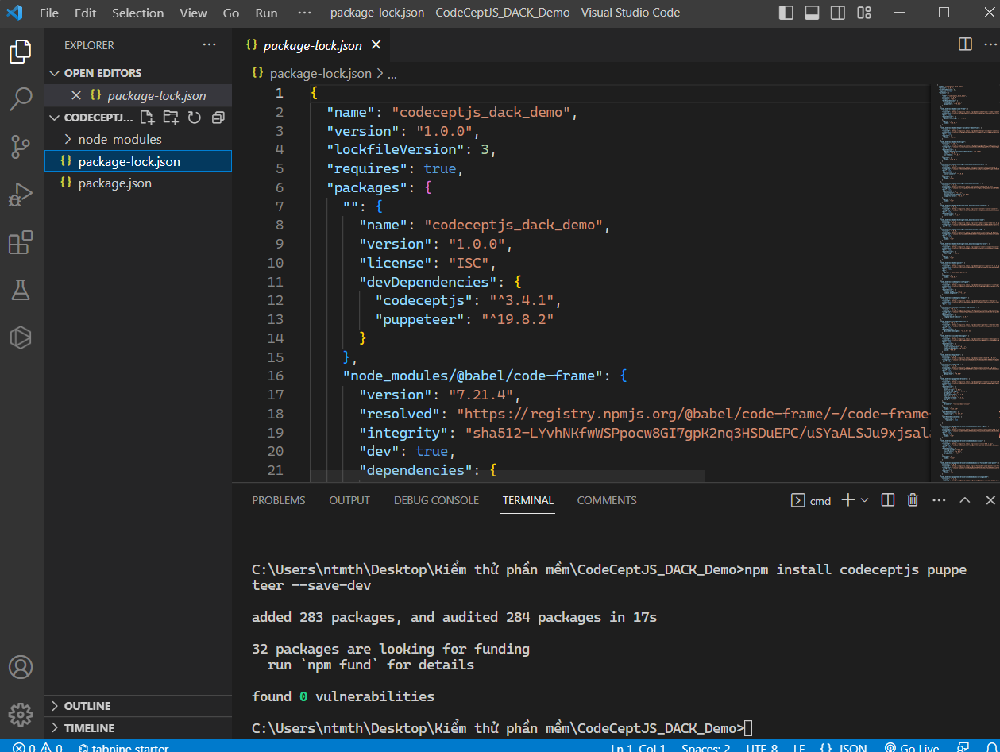 File Edit Selection View Go Run ··· package-lock.json - CodeCeptJS_DACK_Demo - Visual Studio Code
EXPLORER ···
OPEN EDITORS
{} package-lock.json
CODECEPTJ...
node_modules
{} package-lock.json
{} package.json
OUTLINE
TIMELINE
{} package-lock.json
{} package-lock.json > ...
1 {
2 "name": "codeceptjs_dack_demo",
3 "version": "1.0.0",
4 "lockfileVersion": 3,
5 "requires": true,
6 "packages": {
7 "": {
8 "name": "codeceptjs_dack_demo",
9 "version": "1.0.0",
10 "license": "ISC",
11 "devDependencies": {
12 "codeceptjs": "^3.4.1",
13 "puppeteer": "^19.8.2"
14 }
15 },
16 "node_modules/@babel/code-frame": {
17 "version": "7.21.4",
18 "resolved": "https://registry.npmjs.org/@babel/code-frame/-/code-frame-
19 "integrity": "sha512-LYvhNKfwWSPpocw8GI7gpK2nq3HSDuEPC/uSYaALSJu9xjsala
20 "dev": true,
21 "dependencies": {
PROBLEMS OUTPUT DEBUG CONSOLE TERMINAL COMMENTS cmd
C:\Users\ntmth\Desktop\Kiểm thử phần mềm\CodeCeptJS_DACK_Demo>npm install codeceptjs puppe
teer --save-dev
added 283 packages, and audited 284 packages in 17s
32 packages are looking for funding
run `npm fund` for details
found 0 vulnerabilities
C:\Users\ntmth\Desktop\Kiểm thử phần mềm\CodeCeptJS_DACK_Demo>
0 0 tabnine starter Ln 1, Col 1 Spaces: 2 UTF-8 LF {} JSON Go Live